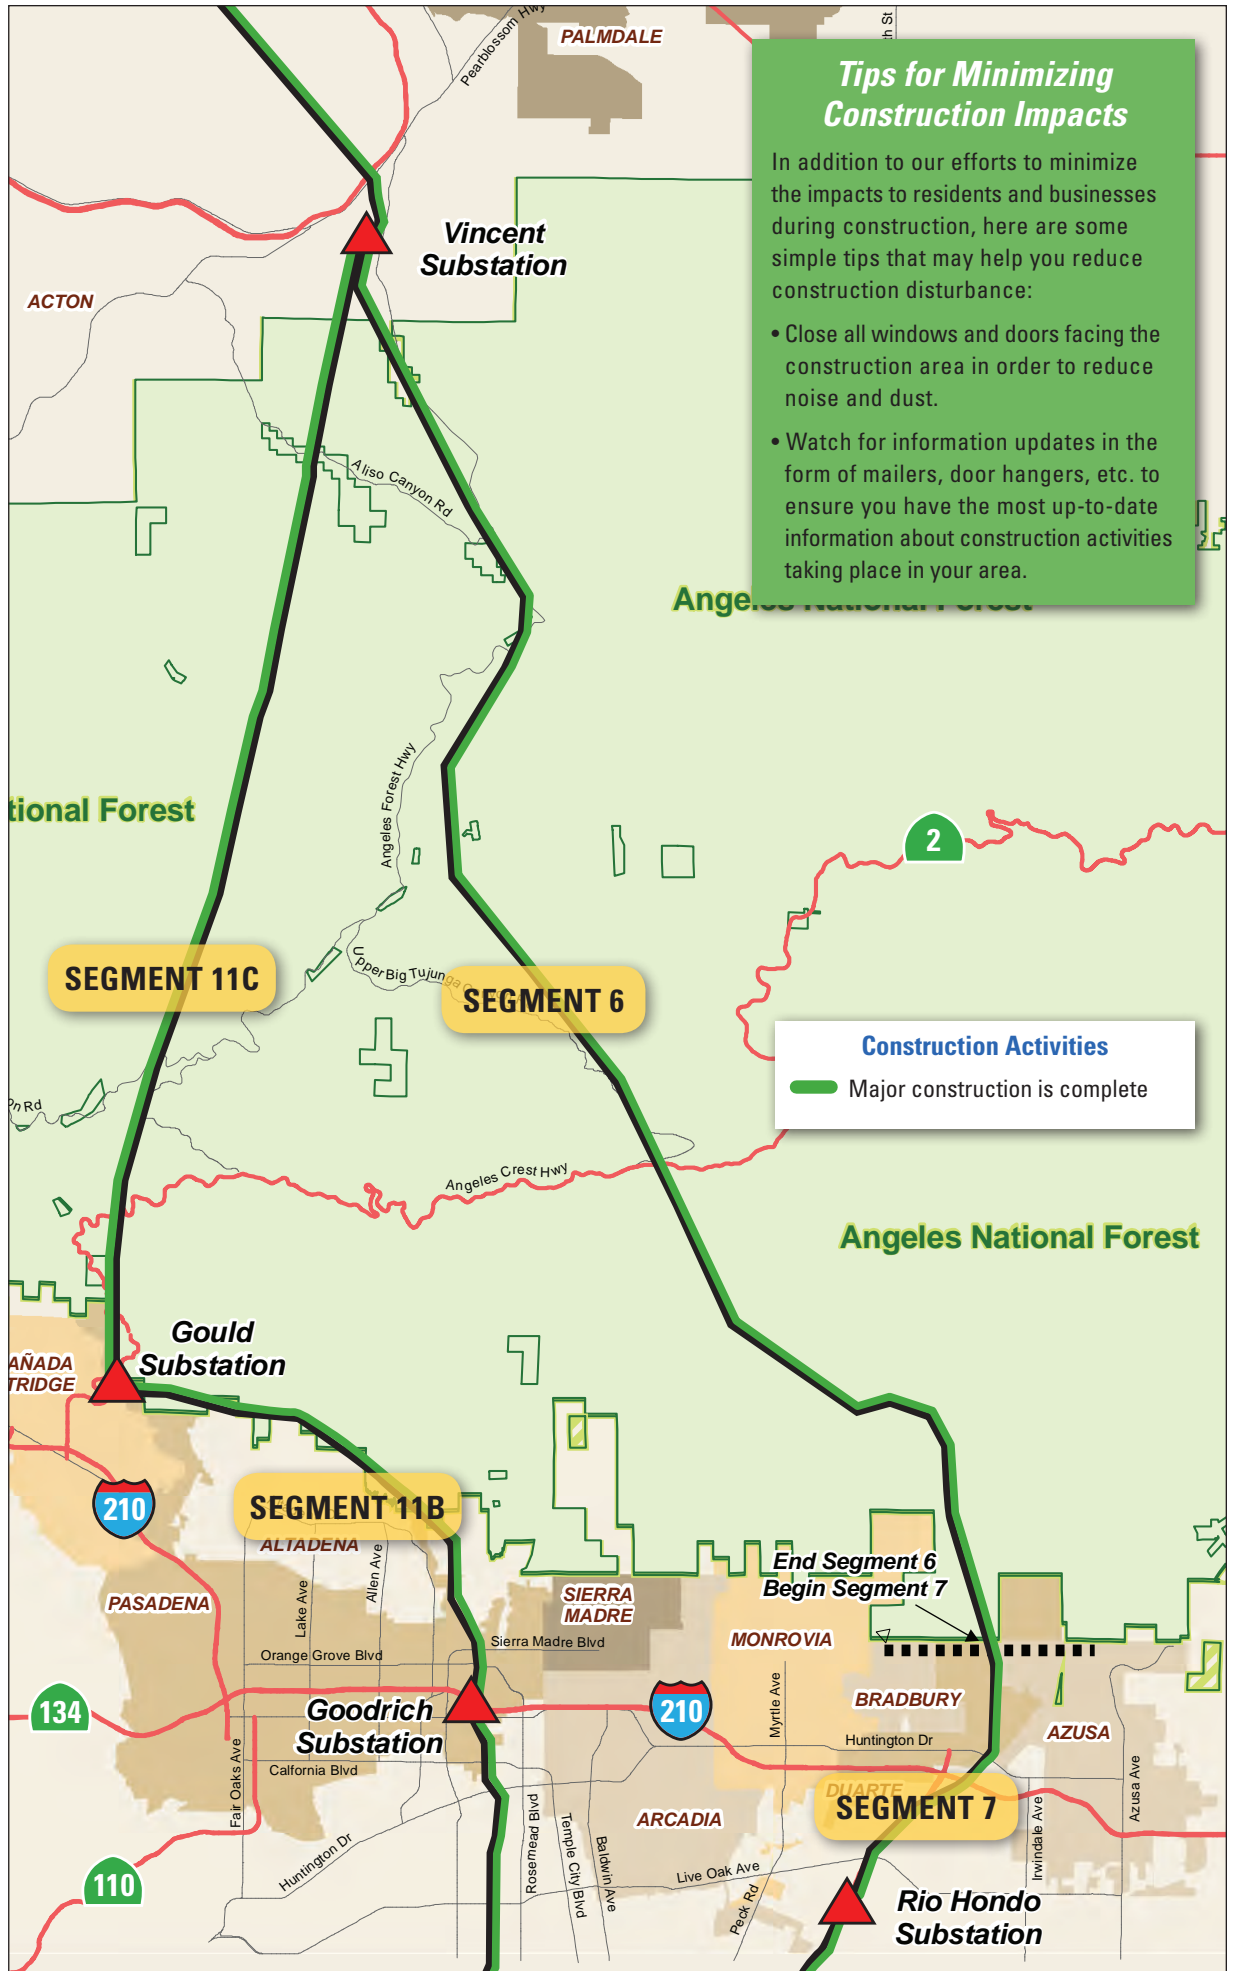 Pearblossom Hwy
PALMDALE
th St
Tips for Minimizing
Construction Impacts
In addition to our efforts to minimize
the impacts to residents and businesses
during construction, here are some
simple tips that may help you reduce
construction disturbance:
• Close all windows and doors facing the
construction area in order to reduce
noise and dust.
• Watch for information updates in the
form of mailers, door hangers, etc. to
ensure you have the most up-to-date
information about construction activities
taking place in your area.
Vincent
Substation
ACTON
Aliso Canyon Rd
Angeles National Forest
Angeles Forest Hwy
tional Forest
2
Upper Big Tujunga
SEGMENT 11C
SEGMENT 6
Construction Activities
Major construction is complete
on Rd
Angeles Crest Hwy
Angeles National Forest
Gould
Substation
AÑADA
TRIDGE
210
SEGMENT 11B
ALTADENA
End Segment 6
Begin Segment 7
PASADENA
Lake Ave
Allen Ave
SIERRA
MADRE
MONROVIA
Sierra Madre Blvd
Orange Grove Blvd
134
Goodrich
Substation
210
Myrtle Ave
BRADBURY
AZUSA
Huntington Dr
Fair Oaks Ave
Calfornia Blvd
DUARTE
SEGMENT 7
Azusa Ave
ARCADIA
Rosemead Blvd
Temple City Blvd
Baldwin Ave
Irwindale Ave
Huntington Dr
Live Oak Ave
110
Peck Rd
Rio Hondo
Substation